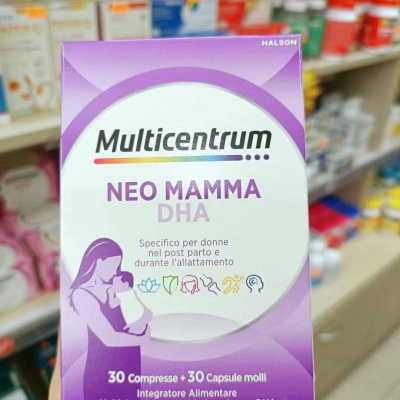 HALEON
Multicentrum
NEO MAMMA
DHA
Specifico per donne
nel post parto e
durante l'allattamento
30 Compresse + 30 Capsule molli
Integratore Alimentare